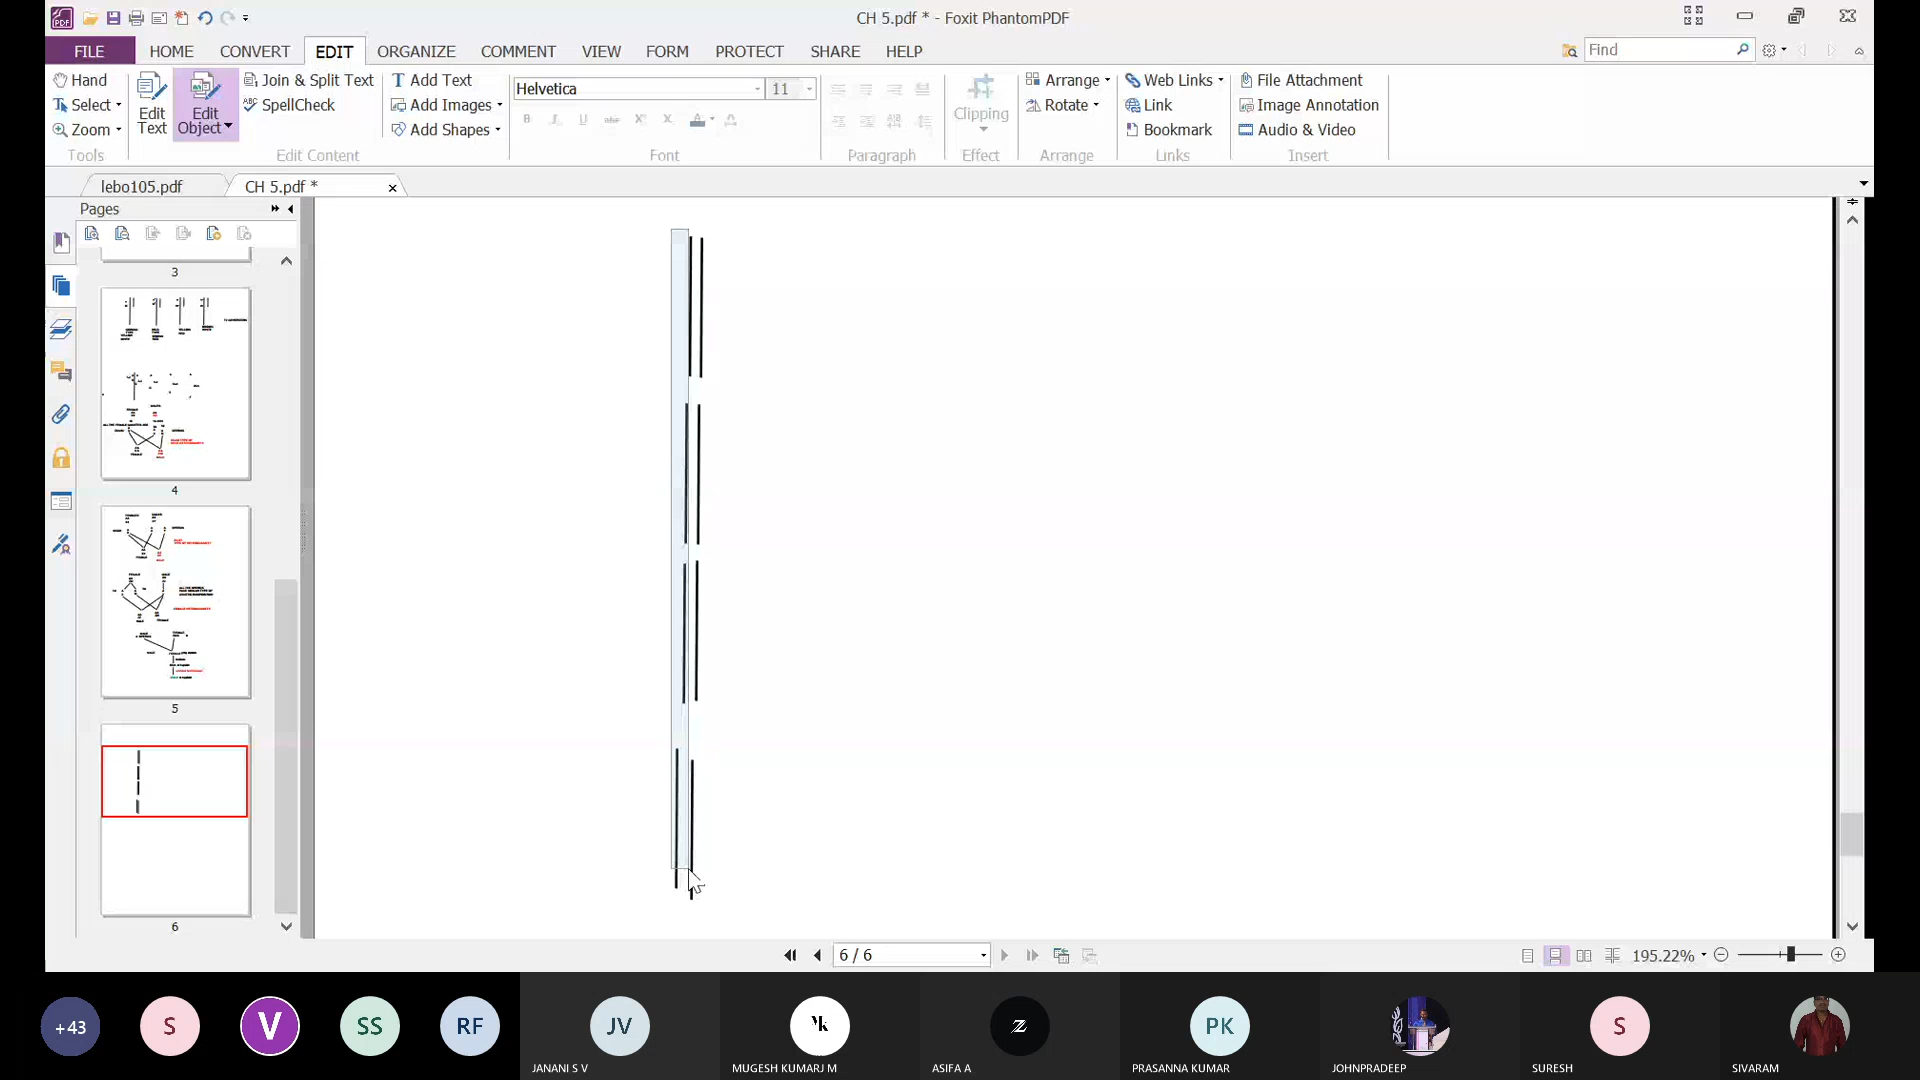 CH 5.pdf * - Foxit PhantomPDF
FILE HOME CONVERT EDIT ORGANIZE COMMENT VIEW FORM PROTECT SHARE HELP Find
Hand
Select
Zoom
Tools
Edit Text
Edit Object
Join & Split Text
SpellCheck
Edit Content
Add Text
Add Images
Add Shapes
Helvetica 11
Font
Paragraph
Clipping
Effect
Arrange
Rotate
Arrange
Web Links
Link
Bookmark
Links
File Attachment
Image Annotation
Audio & Video
Insert
lebo105.pdf CH 5.pdf *
Pages
3
4
5
6
6 / 6
195.22%
+43 S V SS RF JV PK S
JANANI S V MUGESH KUMARJ M ASIFA A PRASANNA KUMAR JOHNPRADEEP SURESH SIVARAM